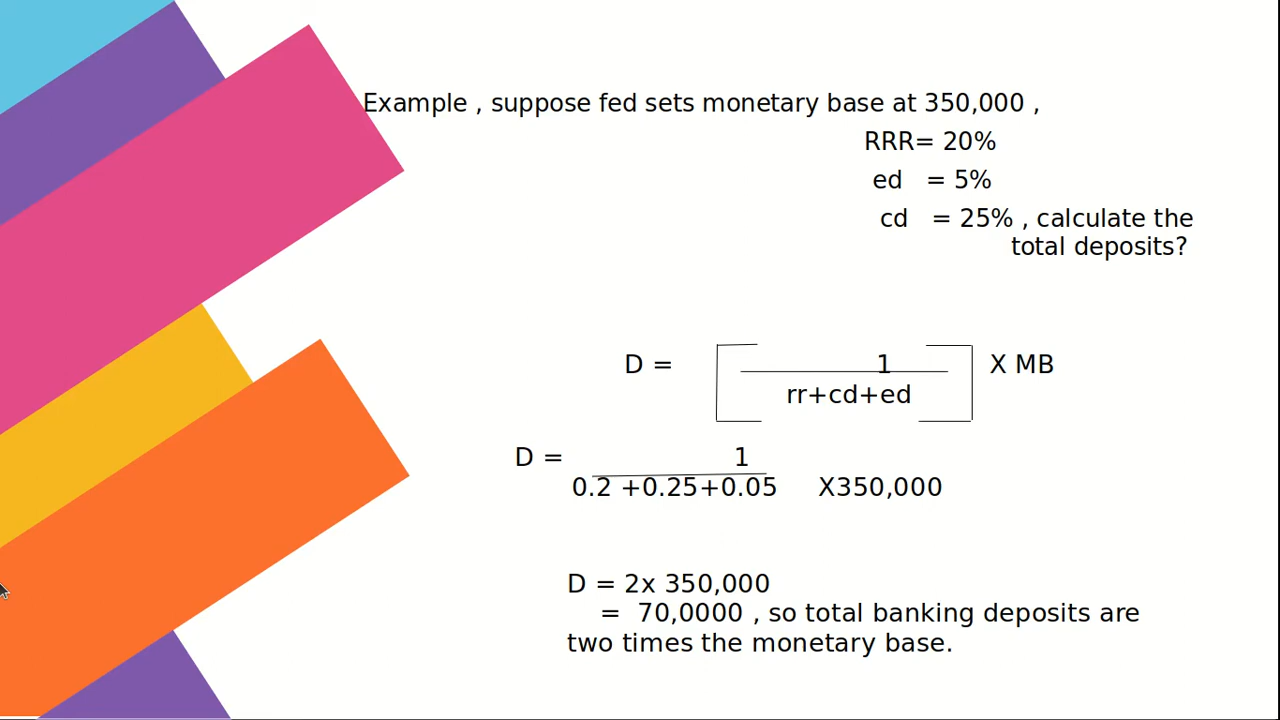 Example , suppose fed sets monetary base at 350,000 ,
RRR= 20%
ed = 5%
cd = 25% , calculate the
total deposits?
D = 1 X MB
rr+cd+ed
D = 1
0.2 +0.25+0.05 X350,000
D = 2x 350,000
= 70,0000 , so total banking deposits are
two times the monetary base.